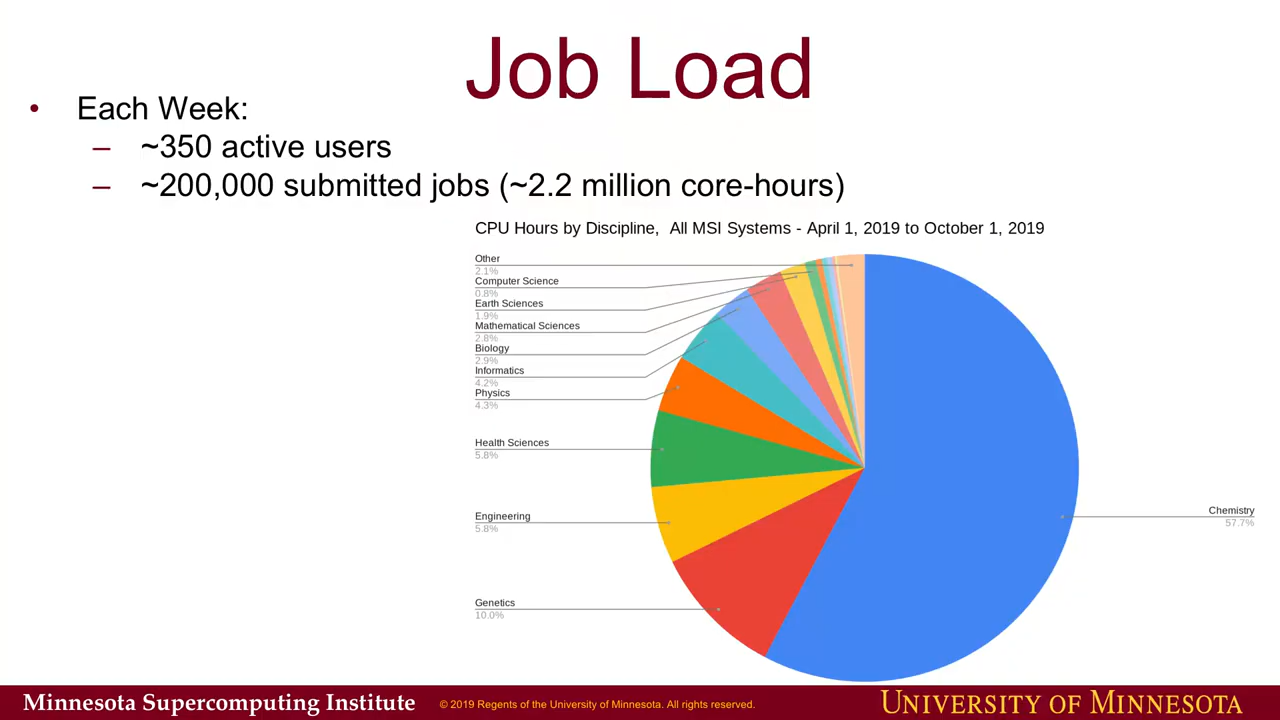 Job Load
• Each Week:
– ~350 active users
– ~200,000 submitted jobs (~2.2 million core-hours)
CPU Hours by Discipline,  All MSI Systems - April 1, 2019 to October 1, 2019
Other
2.1%
Computer Science
0.8%
Earth Sciences
1.9%
Mathematical Sciences
2.8%
Biology
2.9%
Informatics
4.2%
Physics
4.3%
Health Sciences
5.8%
Engineering
5.8%
Genetics
10.0%
Chemistry
57.7%
Minnesota Supercomputing Institute
© 2019 Regents of the University of Minnesota. All rights reserved.
UNIVERSITY OF MINNESOTA